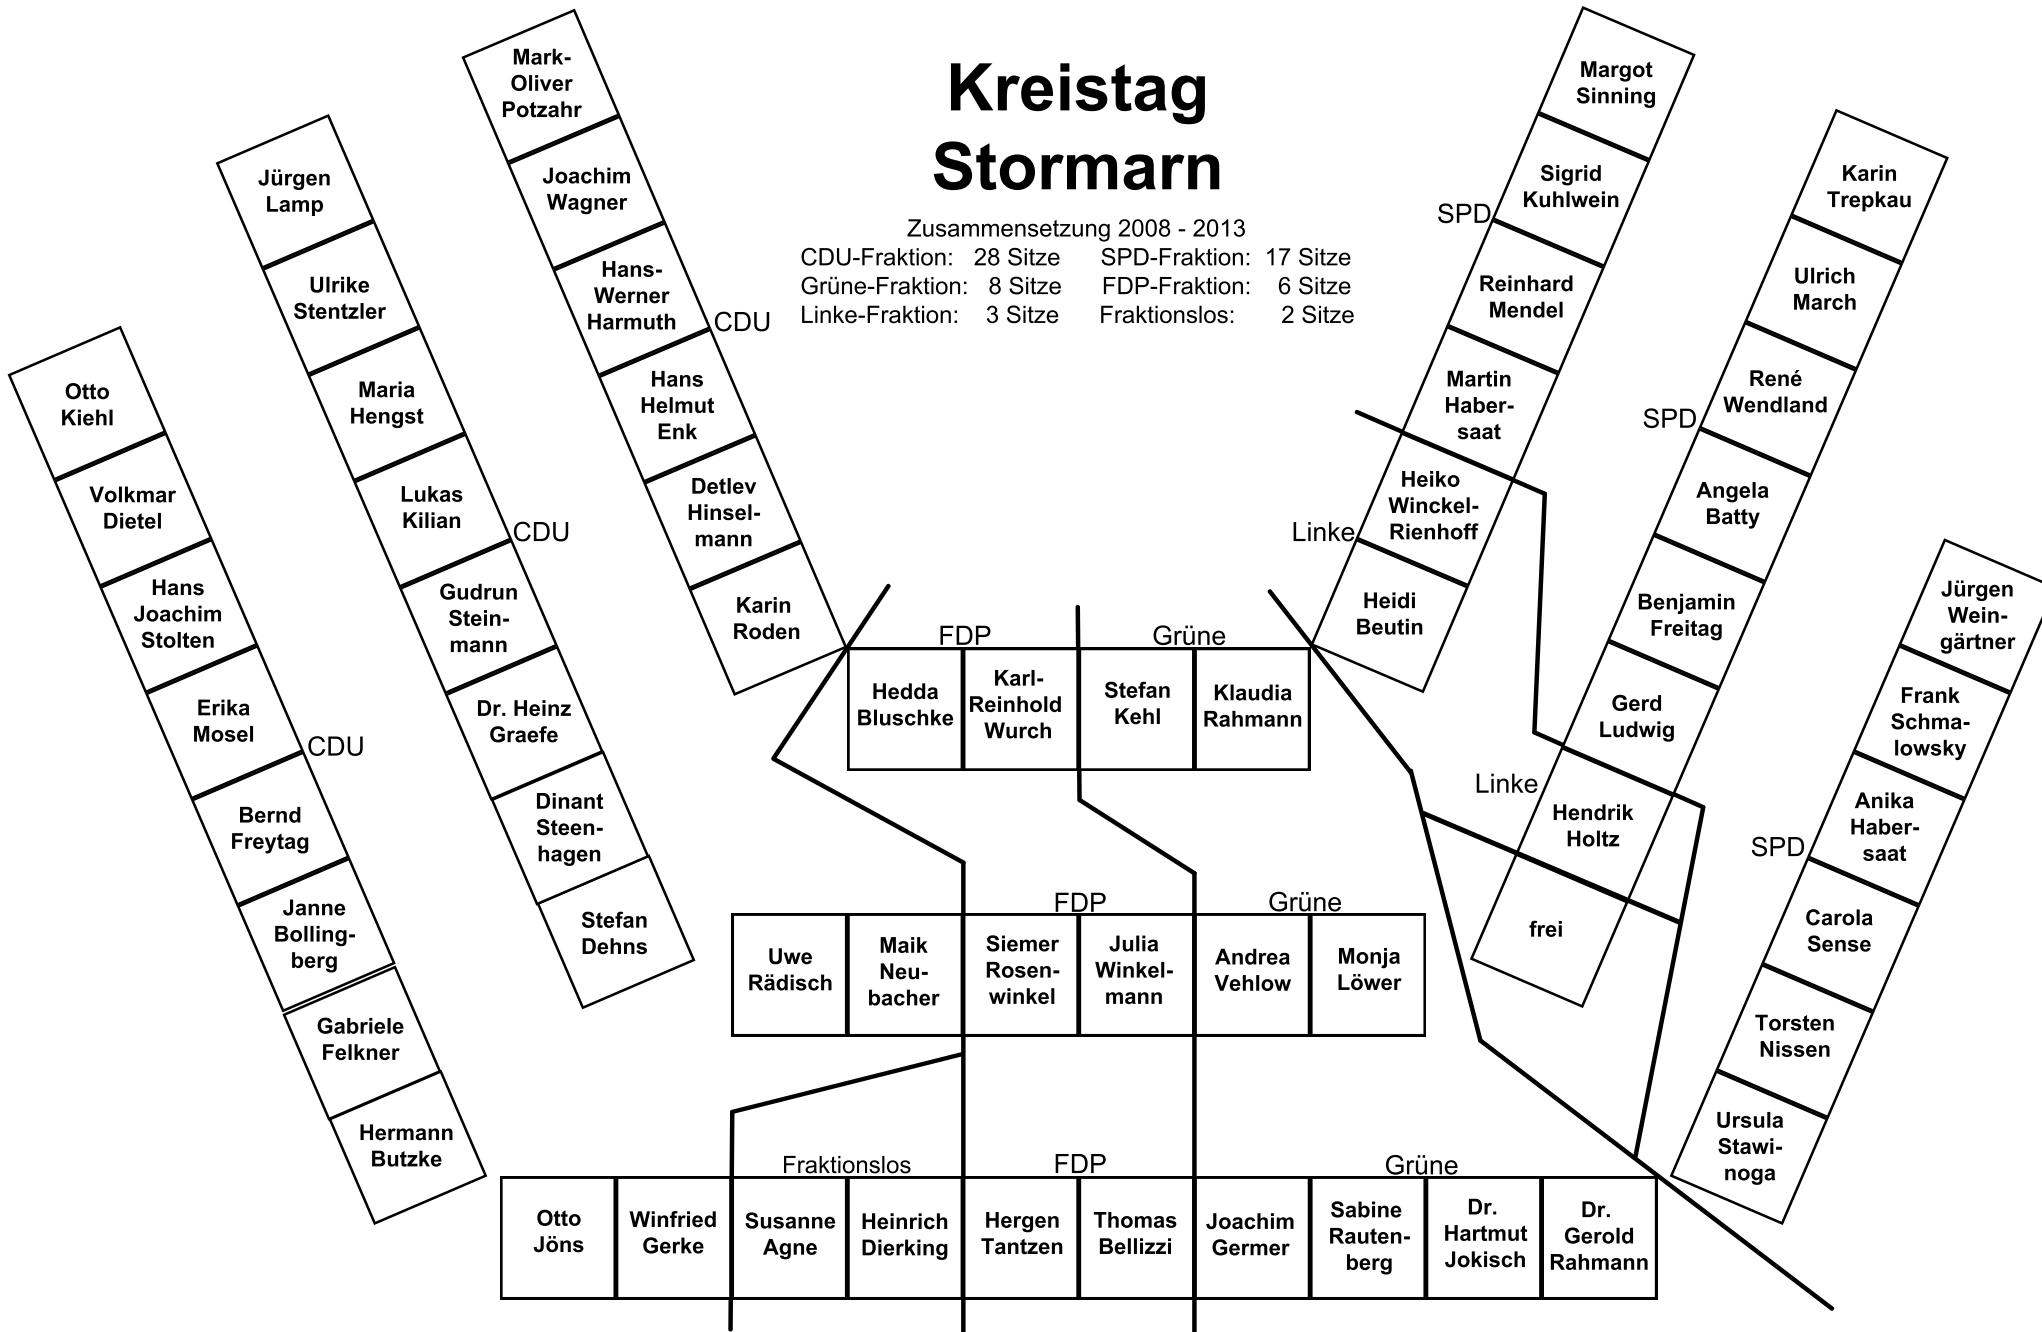 Kreistag
Stormarn
Zusammensetzung 2008 - 2013
CDU-Fraktion: 28 Sitze SPD-Fraktion: 17 Sitze
Grüne-Fraktion: 8 Sitze FDP-Fraktion: 6 Sitze
Linke-Fraktion: 3 Sitze Fraktionslos: 2 Sitze
Otto
Kiehl
Volkmar
Dietel
Hans
Joachim
Stolten
Erika
Mosel
CDU
Bernd
Freytag
Janne
Bolling-
berg
Gabriele
Felkner
Hermann
Butzke
Jürgen
Lamp
Ulrike
Stentzler
Maria
Hengst
Lukas
Kilian
CDU
Gudrun
Stein-
mann
Dr. Heinz
Graefe
Dinant
Steen-
hagen
Stefan
Dehns
Mark-
Oliver
Potzahr
Joachim
Wagner
Hans-
Werner
Harmuth
CDU
Hans
Helmut
Enk
Detlev
Hinsel-
mann
Karin
Roden
FDP
Grüne
Hedda
Bluschke
Karl-
Reinhold
Wurch
Stefan
Kehl
Klaudia
Rahmann
FDP
Grüne
Uwe
Rädisch
Maik
Neu-
bacher
Siemer
Rosen-
winkel
Julia
Winkel-
mann
Andrea
Vehlow
Monja
Löwer
Fraktionslos
FDP
Grüne
Otto
Jöns
Winfried
Gerke
Susanne
Agne
Heinrich
Dierking
Hergen
Tantzen
Thomas
Bellizzi
Joachim
Germer
Sabine
Rauten-
berg
Dr.
Hartmut
Jokisch
Dr.
Gerold
Rahmann
Margot
Sinning
Sigrid
Kuhlwein
SPD
Reinhard
Mendel
Martin
Haber-
saat
Heiko
Winckel-
Rienhoff
Linke
Heidi
Beutin
Karin
Trepkau
Ulrich
March
René
Wendland
SPD
Angela
Batty
Benjamin
Freitag
Gerd
Ludwig
Linke
Hendrik
Holtz
frei
Jürgen
Wein-
gärtner
Frank
Schma-
lowsky
Anika
Haber-
saat
SPD
Carola
Sense
Torsten
Nissen
Ursula
Stawi-
noga